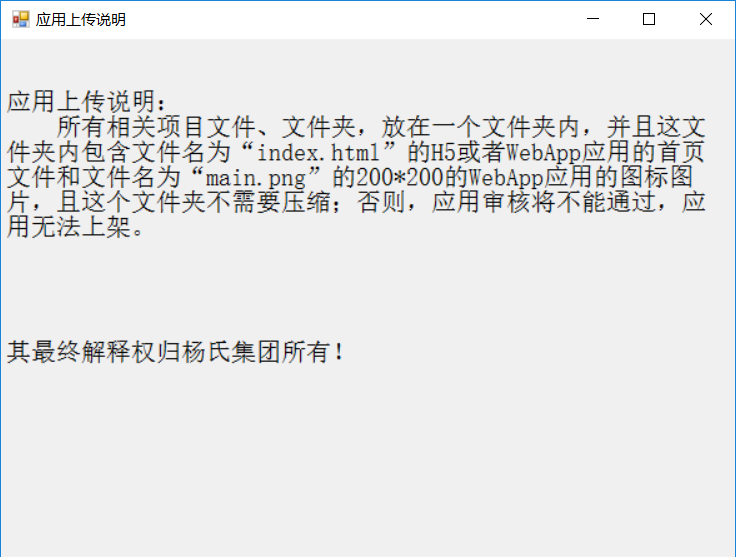 应用上传说明
应用上传说明：
所有相关项目文件、文件夹，放在一个文件夹内，并且这文
件夹内包含文件名为“index.html”的H5或者WebApp应用的首页
文件和文件名为“main.png”的200*200的WebApp应用的图标图
片，且这个文件夹不需要压缩；否则，应用审核将不能通过，应
用无法上架。
其最终解释权归杨氏集团所有！